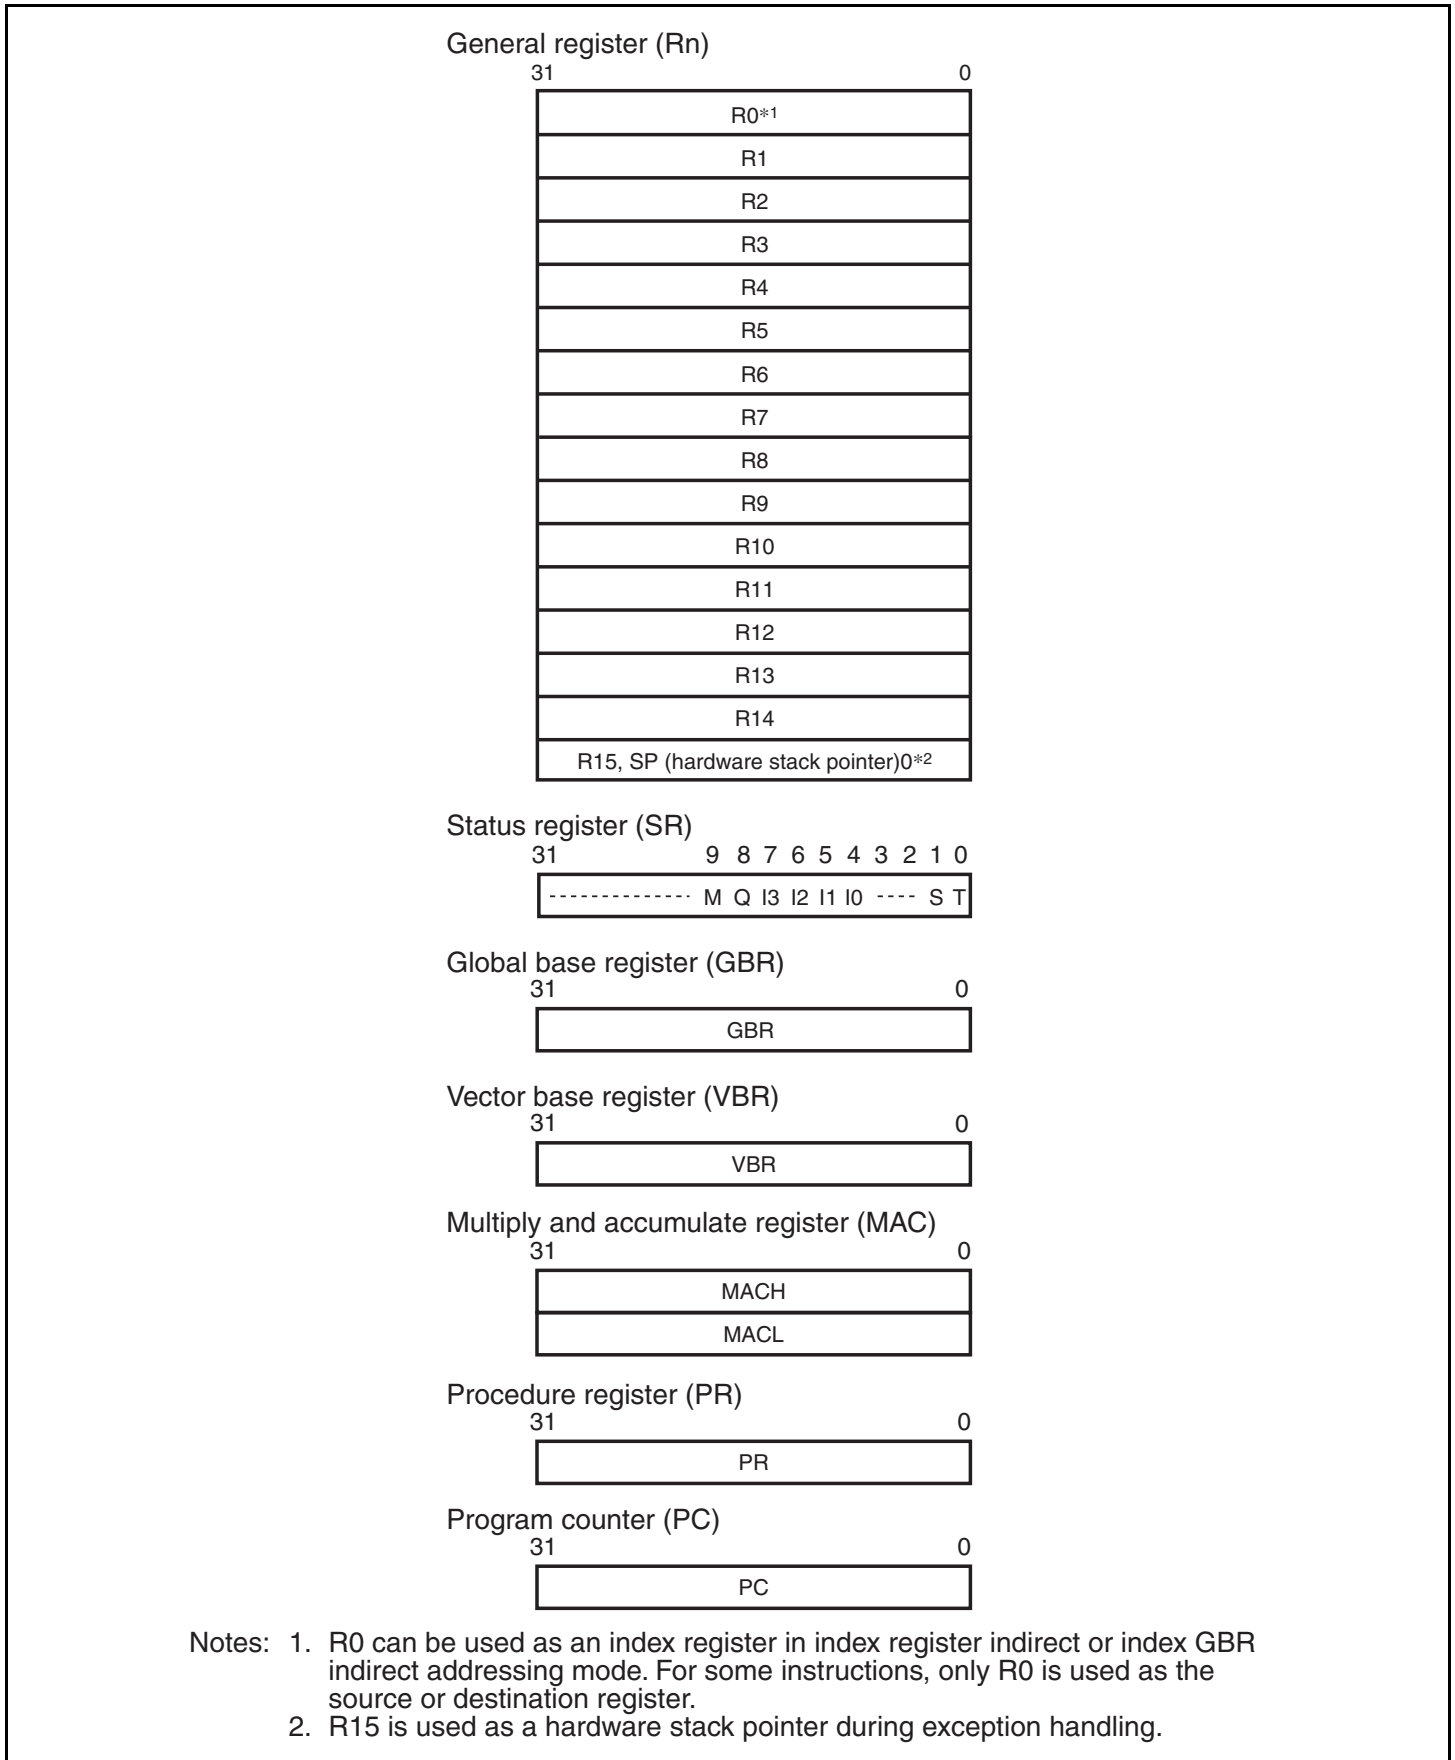 General register (Rn)
31 0
R0*1
R1
R2
R3
R4
R5
R6
R7
R8
R9
R10
R11
R12
R13
R14
R15, SP (hardware stack pointer)0*2
Status register (SR)
31 9 8 7 6 5 4 3 2 1 0
-------------- M Q I3 I2 I1 I0 ---- S T
Global base register (GBR)
31 0
GBR
Vector base register (VBR)
31 0
VBR
Multiply and accumulate register (MAC)
31 0
MACH
MACL
Procedure register (PR)
31 0
PR
Program counter (PC)
31 0
PC
Notes: 1. R0 can be used as an index register in index register indirect or index GBR
indirect addressing mode. For some instructions, only R0 is used as the
source or destination register.
2. R15 is used as a hardware stack pointer during exception handling.